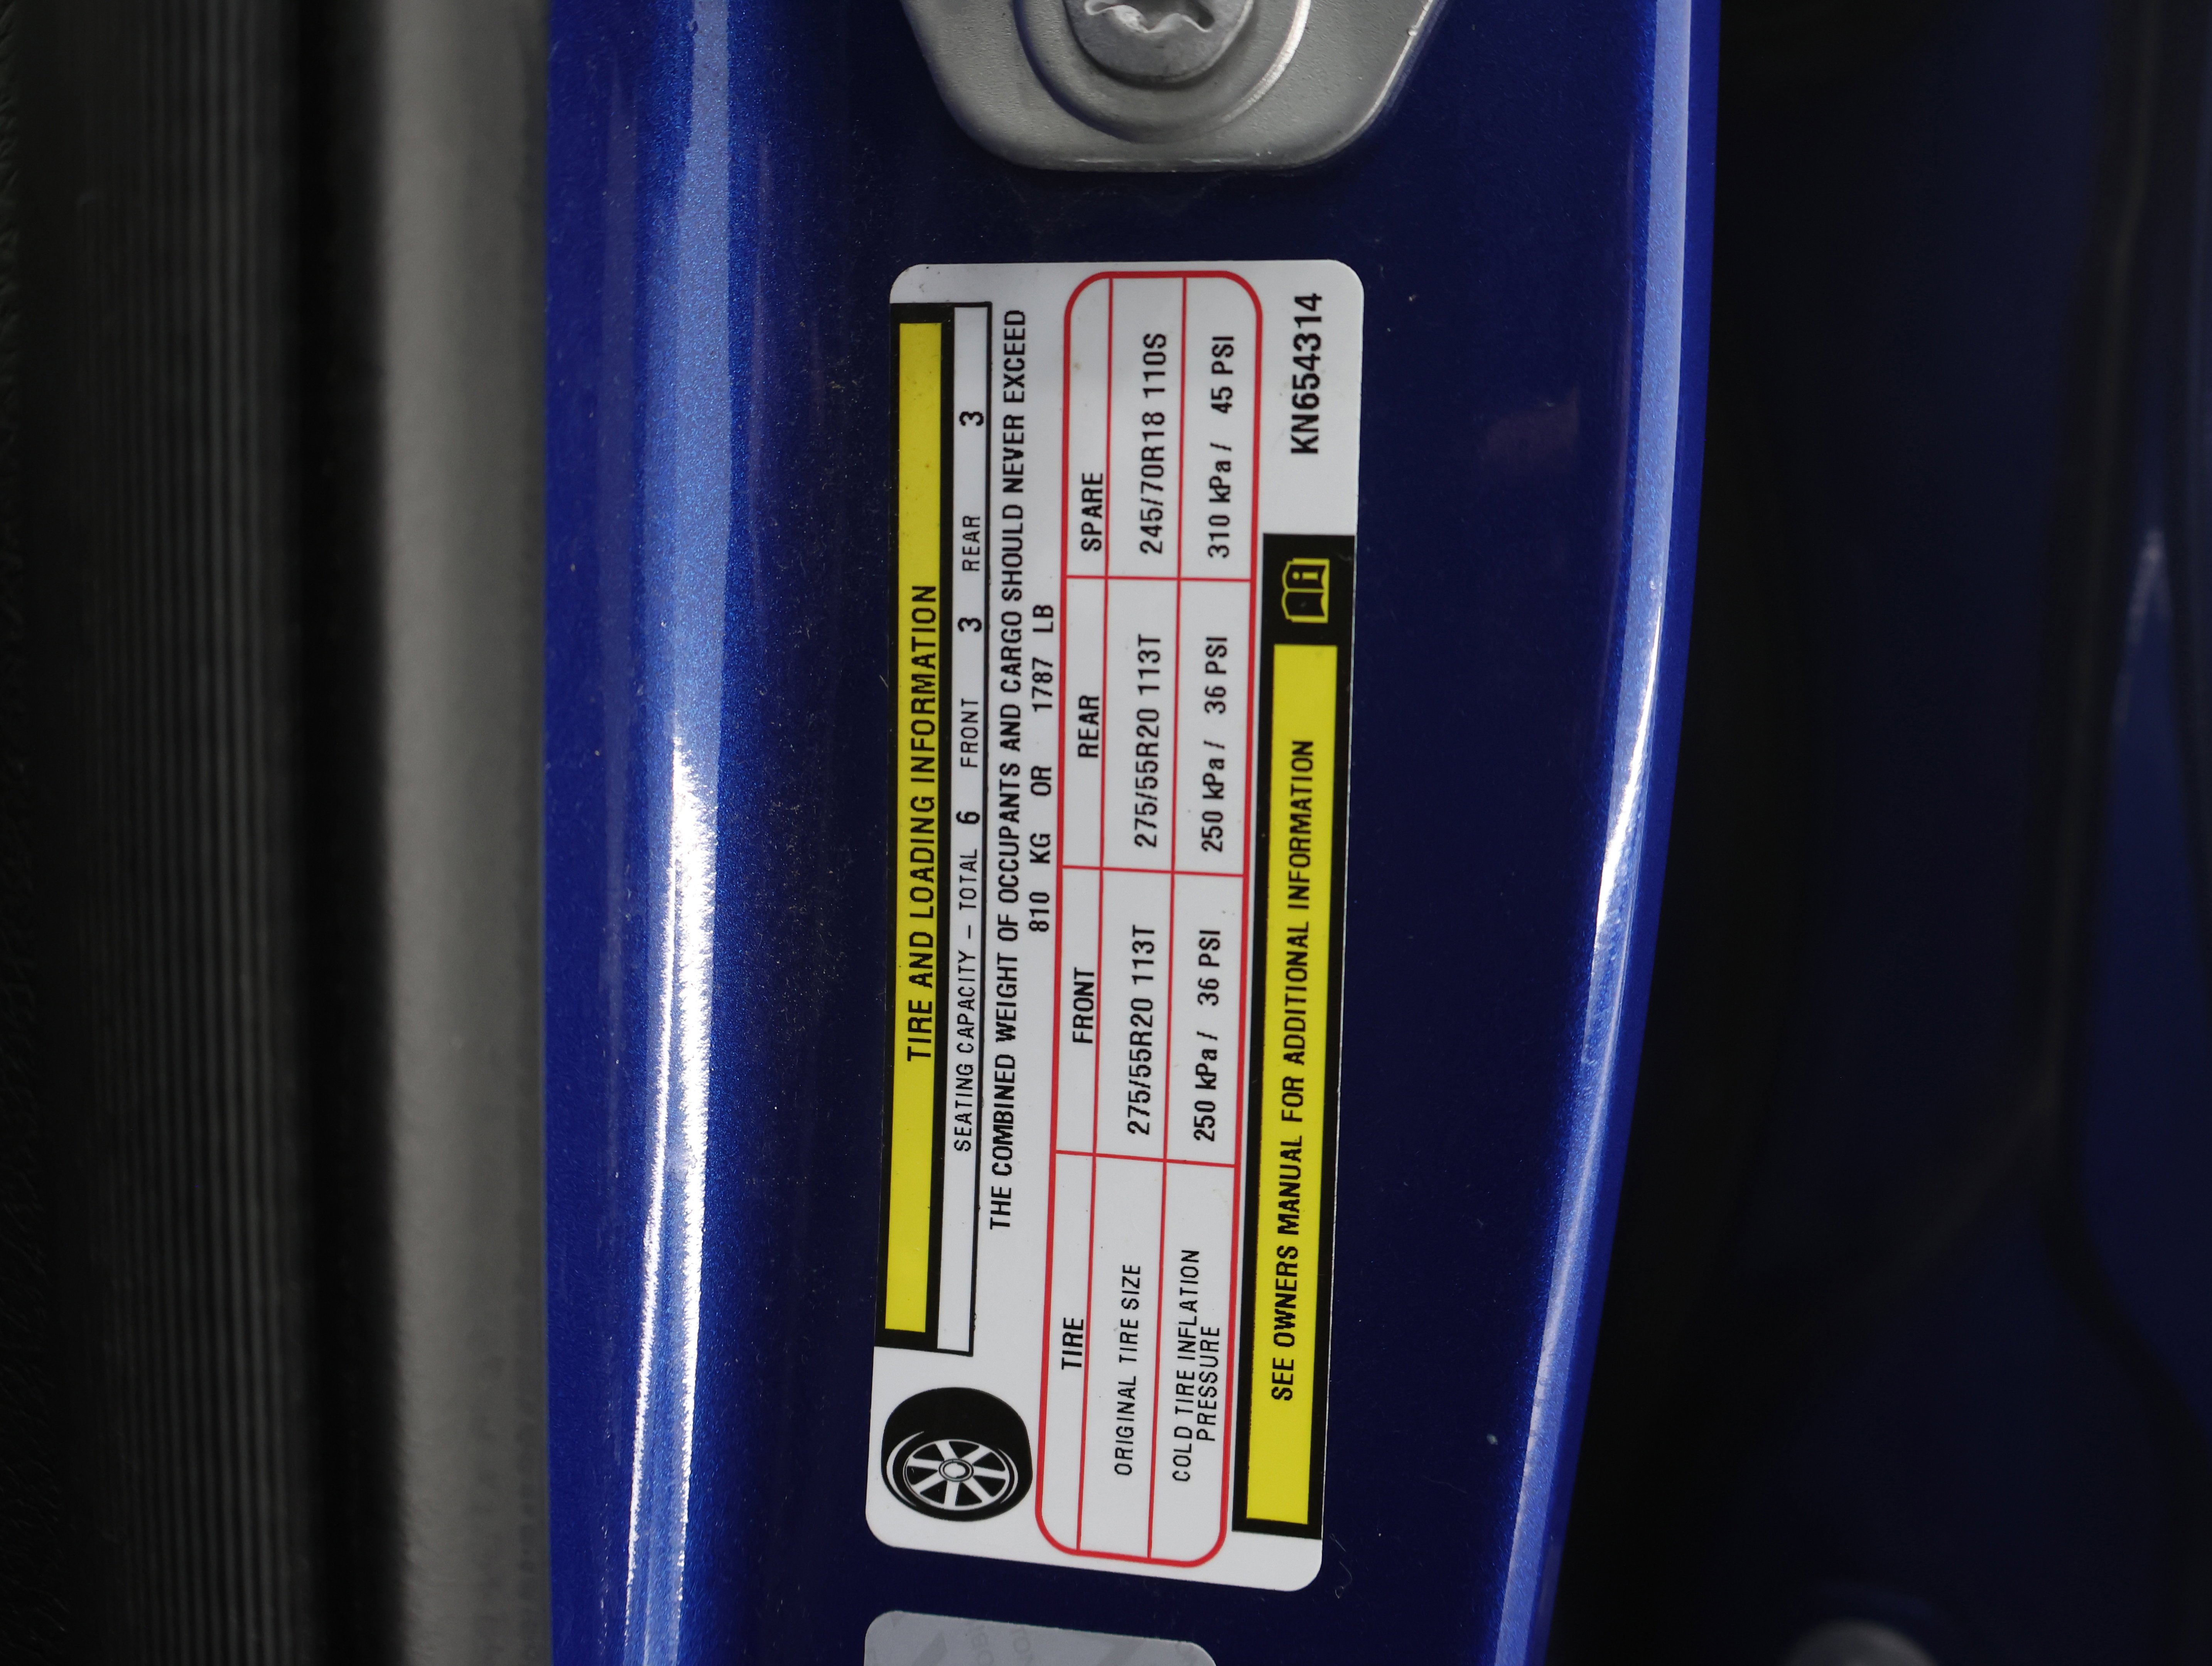 TIRE AND LOADING INFORMATION
SEATING CAPACITY - TOTAL 6 FRONT 3 REAR 3
THE COMBINED WEIGHT OF OCCUPANTS AND CARGO SHOULD NEVER EXCEED
810 KG OR 1787 LB
TIRE FRONT REAR SPARE
ORIGINAL TIRE SIZE 275/55R20 113T 275/55R20 113T 245/70R18 110S
COLD TIRE INFLATION
PRESSURE 250 kPa / 36 PSI 250 kPa / 36 PSI 310 kPa / 45 PSI
SEE OWNERS MANUAL FOR ADDITIONAL INFORMATION
KN654314